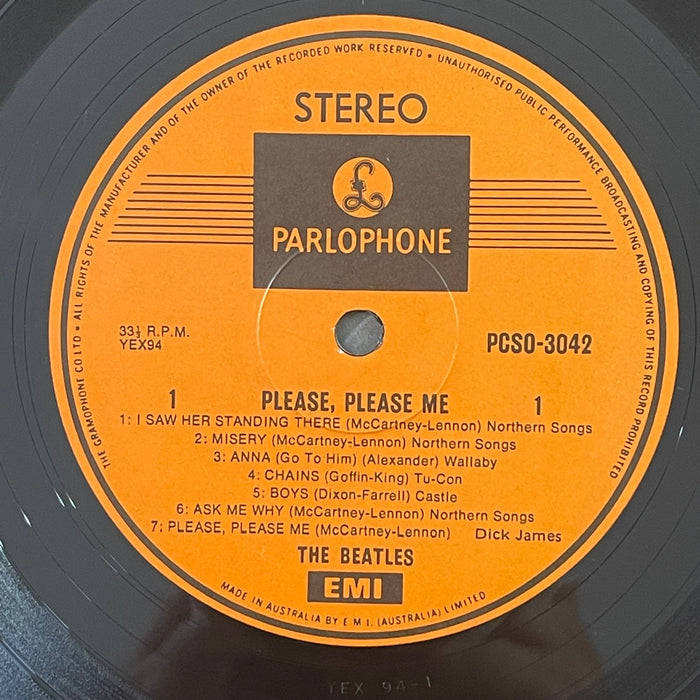 THE GRAMOPHONE CO LTD • ALL RIGHTS OF THE MANUFACTURER AND OF THE OWNER OF THE RECORDED WORK RESERVED • UNAUTHORISED PUBLIC PERFORMANCE BROADCASTING AND COPYING OF THIS RECORD PROHIBITED
STEREO
£
PARLOPHONE
33⅓ R.P.M.
YEX94
PCSO-3042
1 PLEASE, PLEASE ME 1
1: I SAW HER STANDING THERE (McCartney-Lennon) Northern Songs
2: MISERY (McCartney-Lennon) Northern Songs
3: ANNA (Go To Him) (Alexander) Wallaby
4: CHAINS (Goffin-King) Tu-Con
5: BOYS (Dixon-Farrell) Castle
6: ASK ME WHY (McCartney-Lennon) Northern Songs
7: PLEASE, PLEASE ME (McCartney-Lennon) Dick James
THE BEATLES
EMI
MADE IN AUSTRALIA BY E.M.I. (AUSTRALIA) LIMITED
YEX 94-1